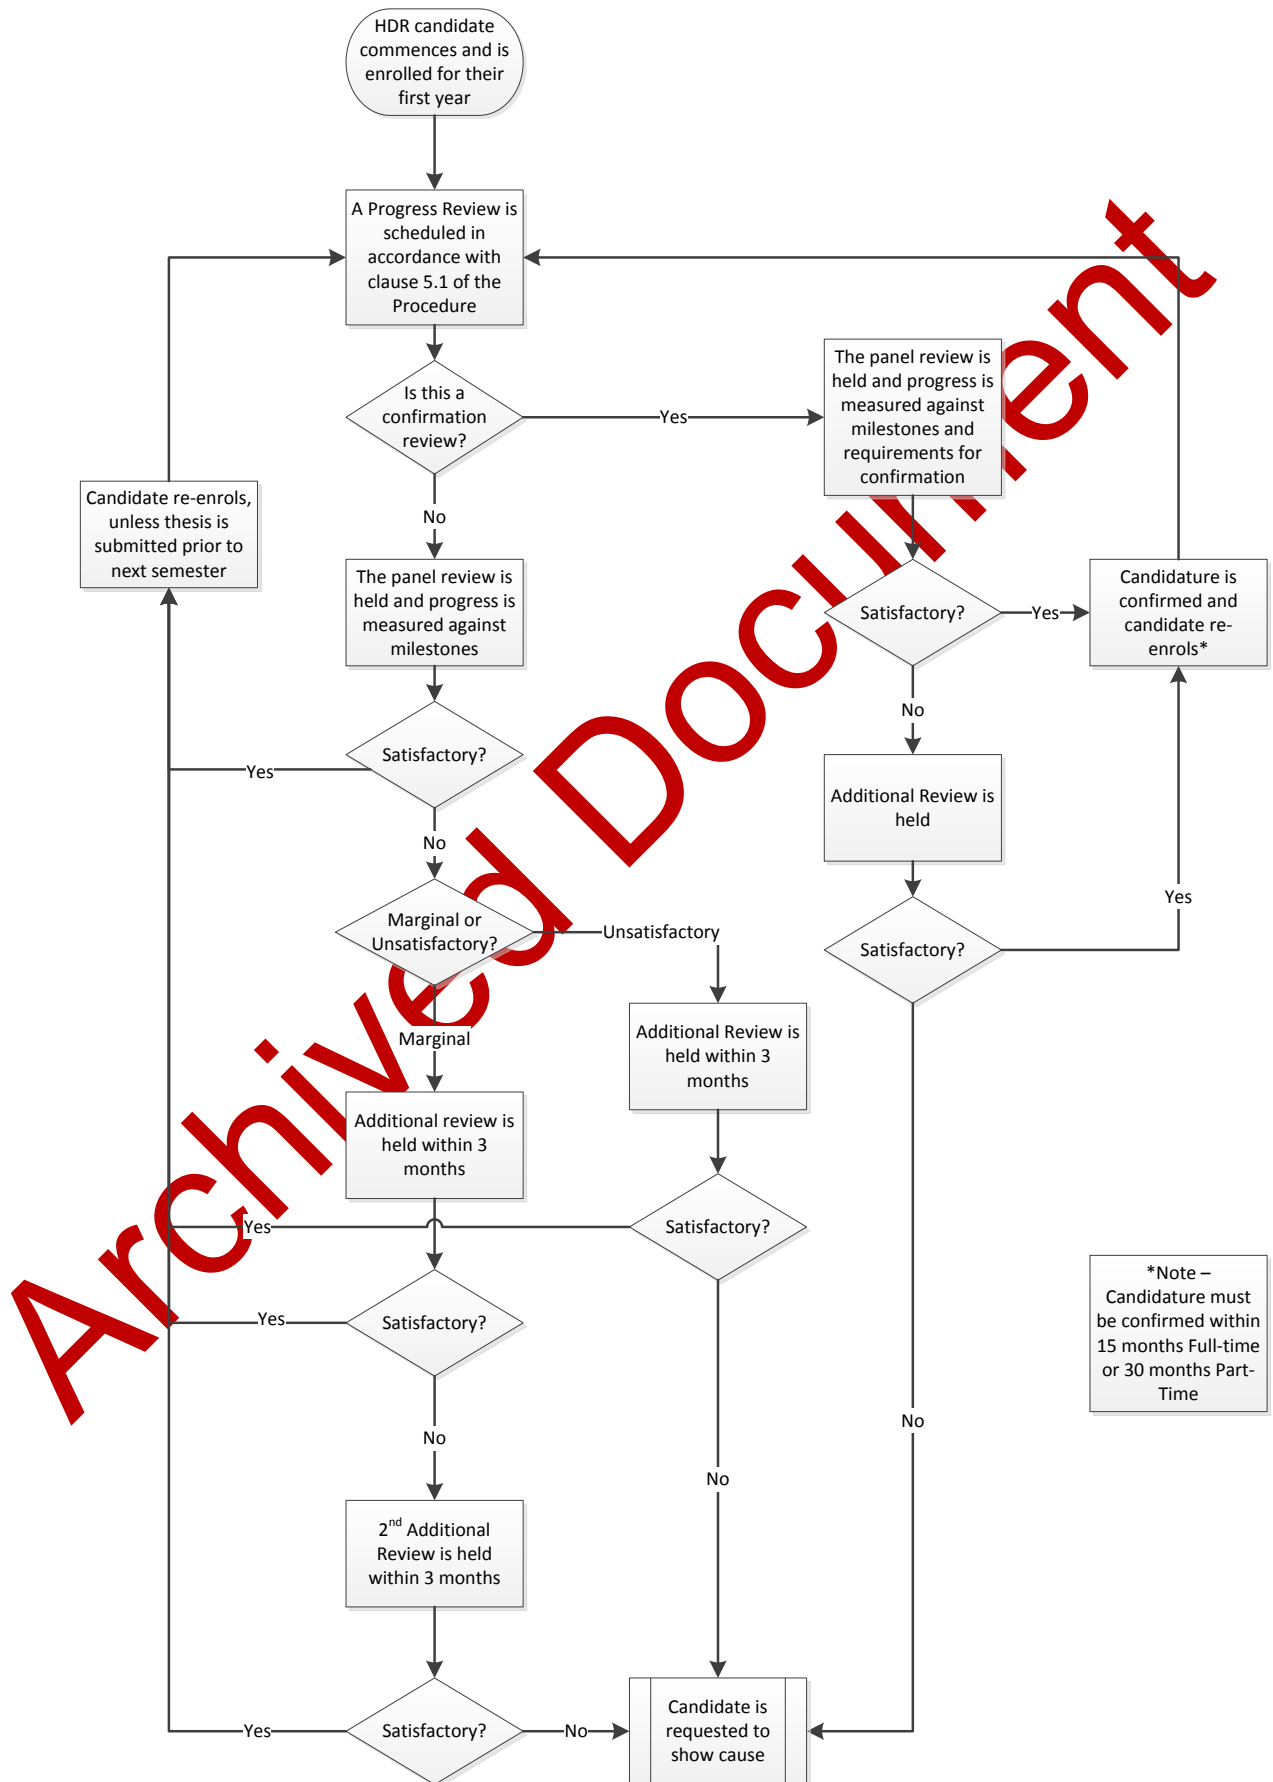 HDR candidate
commences and is
enrolled for their
first year
A Progress Review is
scheduled in
accordance with
clause 5.1 of the
Procedure
Is this a
confirmation
review?
Yes
The panel review is
held and progress is
measured against
milestones and
requirements for
confirmation
No
Candidate re-enrols,
unless thesis is
submitted prior to
next semester
The panel review is
held and progress is
measured against
milestones
Satisfactory?
Yes
Candidature is
confirmed and
candidate re-
enrols*
No
Satisfactory?
Yes
Additional Review is
held
No
Yes
Marginal or
Unsatisfactory?
Unsatisfactory
Satisfactory?
Marginal
Additional Review is
held within 3
months
Additional review is
held within 3
months
Yes
Satisfactory?
Yes
Satisfactory?
*Note –
Candidature must
be confirmed within
15 months Full-time
or 30 months Part-
Time
No
No
No
2nd Additional
Review is held
within 3 months
Yes
Satisfactory?
No
Candidate is
requested to
show cause
Archived Document